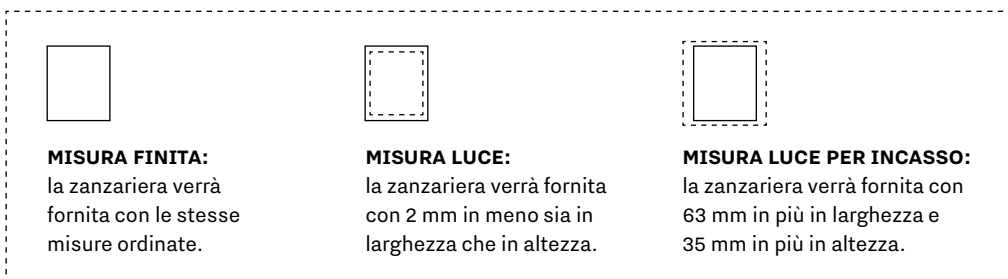 MISURA FINITA:
la zanzariera verrà
fornita con le stesse
misure ordinate.
MISURA LUCE:
la zanzariera verrà fornita
con 2 mm in meno sia in
larghezza che in altezza.
MISURA LUCE PER INCASSO:
la zanzariera verrà fornita con
63 mm in più in larghezza e
35 mm in più in altezza.